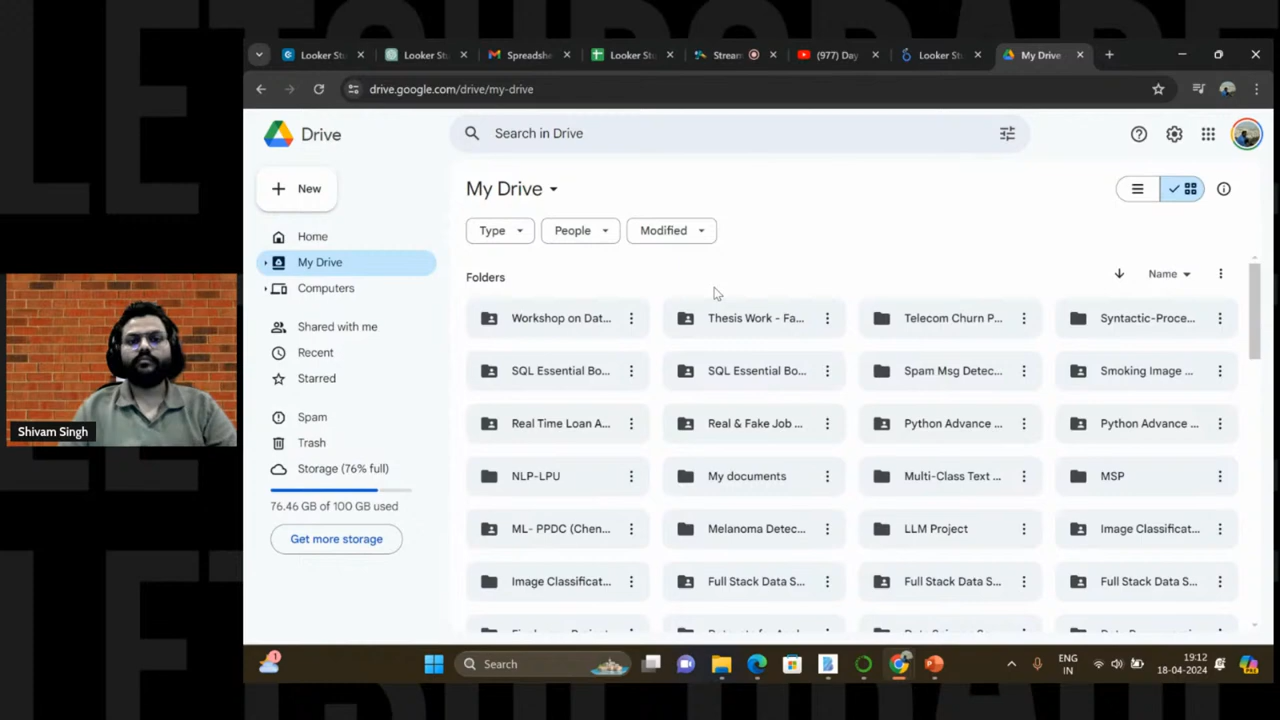 Looker Stu
Looker Stu
Spreadshe
Looker Stu
Stream
(977) Day
Looker Stu
My Drive
drive.google.com/drive/my-drive
Drive
Search in Drive
New
My Drive
Type
People
Modified
Home
My Drive
Computers
Shared with me
Recent
Starred
Spam
Trash
Storage (76% full)
76.46 GB of 100 GB used
Get more storage
Folders
Name
Workshop on Dat...
Thesis Work - Fa...
Telecom Churn P...
Syntactic-Proce...
SQL Essential Bo...
SQL Essential Bo...
Spam Msg Detec...
Smoking Image ...
Real Time Loan A...
Real & Fake Job ...
Python Advance ...
Python Advance ...
NLP-LPU
My documents
Multi-Class Text ...
MSP
ML- PPDC (Chen...
Melanoma Detec...
LLM Project
Image Classificat...
Image Classificat...
Full Stack Data S...
Full Stack Data S...
Full Stack Data S...
Shivam Singh
1
Search
ENG
IN
19:12
18-04-2024